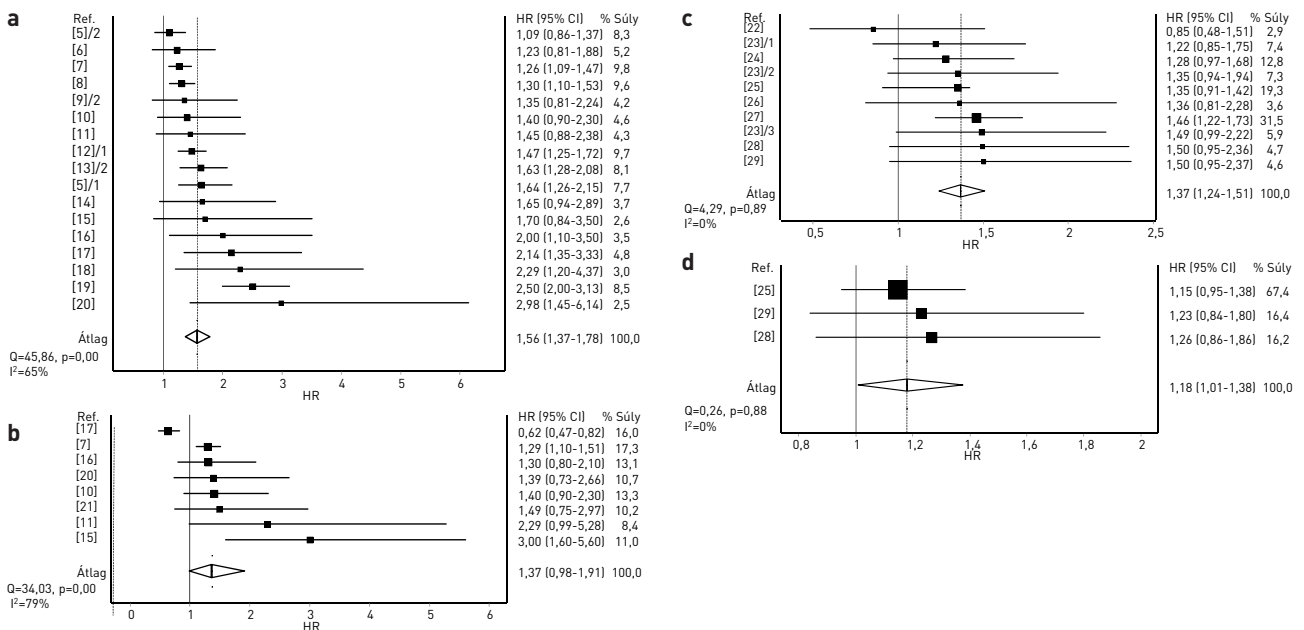 a
Ref. HR (95% CI) % Súly
[5]/2 1,09 (0,86-1,37) 8,3
[6] 1,23 (0,81-1,88) 5,2
[7] 1,26 (1,09-1,47) 9,8
[8] 1,30 (1,10-1,53) 9,6
[9]/2 1,35 (0,81-2,24) 4,2
[10] 1,40 (0,90-2,30) 4,6
[11] 1,45 (0,88-2,38) 4,3
[12]/1 1,47 (1,25-1,72) 9,7
[13]/2 1,63 (1,28-2,08) 8,1
[5]/1 1,64 (1,26-2,15) 7,7
[14] 1,65 (0,94-2,89) 3,7
[15] 1,70 (0,84-3,50) 2,6
[16] 2,00 (1,10-3,50) 3,5
[17] 2,14 (1,35-3,33) 4,8
[18] 2,29 (1,20-4,37) 3,0
[19] 2,50 (2,00-3,13) 8,5
[20] 2,98 (1,45-6,14) 2,5
Átlag 1,56 (1,37-1,78) 100,0
Q=45,86, p=0,00
I²=65%
1 2 3 4 5 6
HR
b
Ref. HR (95% CI) % Súly
[17] 0,62 (0,47-0,82) 16,0
[7] 1,29 (1,10-1,51) 17,3
[16] 1,30 (0,80-2,10) 13,1
[20] 1,39 (0,73-2,66) 10,7
[10] 1,40 (0,90-2,30) 13,3
[21] 1,49 (0,75-2,97) 10,2
[11] 2,29 (0,99-5,28) 8,4
[15] 3,00 (1,60-5,60) 11,0
Átlag 1,37 (0,98-1,91) 100,0
Q=34,03, p=0,00
I²=79%
0 1 2 3 4 5 6
HR
c
Ref. HR (95% CI) % Súly
[22] 0,85 (0,48-1,51) 2,9
[23]/1 1,22 (0,85-1,75) 7,4
[24] 1,28 (0,97-1,68) 12,8
[23]/2 1,35 (0,94-1,94) 7,3
[25] 1,35 (0,91-1,42) 19,3
[26] 1,36 (0,81-2,28) 3,6
[27] 1,46 (1,22-1,73) 31,5
[23]/3 1,49 (0,99-2,22) 5,9
[28] 1,50 (0,95-2,36) 4,7
[29] 1,50 (0,95-2,37) 4,6
Átlag 1,37 (1,24-1,51) 100,0
Q=4,29, p=0,89
I²=0%
0,5 1 1,5 2 2,5
HR
d
Ref. HR (95% CI) % Súly
[25] 1,15 (0,95-1,38) 67,4
[29] 1,23 (0,84-1,80) 16,4
[28] 1,26 (0,86-1,86) 16,2
Átlag 1,18 (1,01-1,38) 100,0
Q=0,26, p=0,88
I²=0%
0,8 1 1,2 1,4 1,6 1,8 2
HR